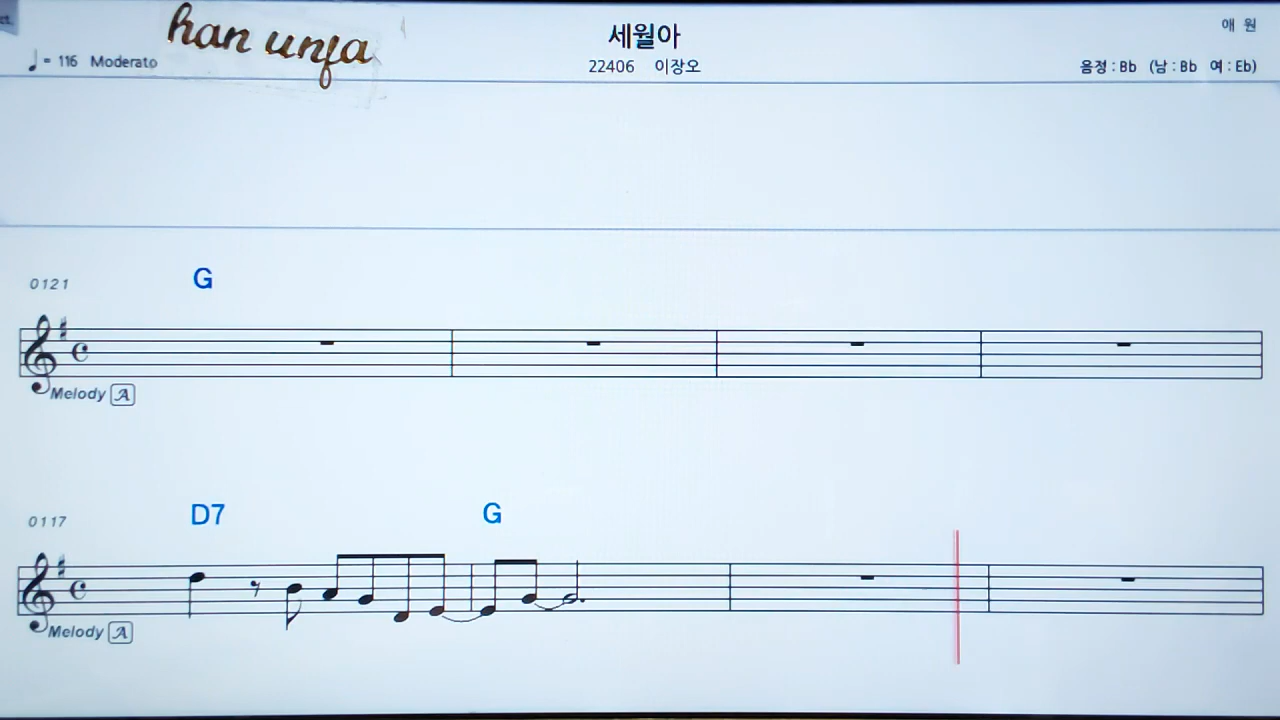 ct.
han unfa
세월아
애 원
♩= 116 Moderato
22406 이장오
음정 : Bb (남 : Bb 여 : Eb)
0121 G
Melody A
0117 D7 G
Melody A